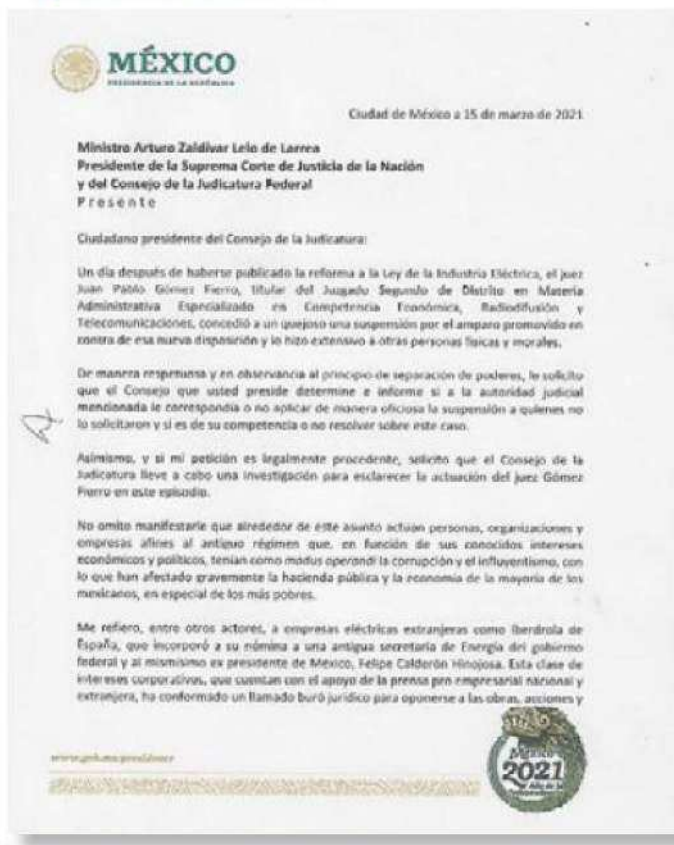 MÉXICO
PRESIDENCIA DE LA REPÚBLICA
Ciudad de México a 15 de marzo de 2021
Ministro Arturo Zaldívar Lelo de Larrea
Presidente de la Suprema Corte de Justicia de la Nación
y del Consejo de la Judicatura Federal
Presente
Ciudadano presidente del Consejo de la Judicatura:
Un día después de haberse publicado la reforma a la Ley de la Industria Eléctrica, el juez
Juan Pablo Gómez Fierro, titular del Juzgado Segundo de Distrito en Materia
Administrativa Especializado en Competencia Económica, Radiodifusión y
Telecomunicaciones, concedió a un quejoso una suspensión por el amparo promovido en
contra de esa nueva disposición y lo hizo extensivo a otras personas físicas y morales.
De manera respetuosa y en observancia al principio de separación de poderes, le solicito
que el Consejo que usted preside determine e informe si a la autoridad judicial
mencionada le correspondía o no aplicar de manera oficiosa la suspensión a quienes no
lo solicitaron y si es de su competencia o no resolver sobre este caso.
Asimismo, y si mi petición es legalmente procedente, solicito que el Consejo de la
Judicatura lleve a cabo una investigación para esclarecer la actuación del juez Gómez
Fierro en este episodio.
No omito manifestarle que alrededor de este asunto actúan personas, organizaciones y
empresas afines al antiguo régimen que, en función de sus conocidos intereses
económicos y políticos, tenían como modus operandi la corrupción y el influyentismo, con
lo que han afectado gravemente la hacienda pública y la economía de la mayoría de los
mexicanos, en especial de los más pobres.
Me refiero, entre otros actores, a empresas eléctricas extranjeras como Iberdrola de
España, que incorporó a su nómina a una antigua secretaria de Energía del gobierno
federal y al mismísimo ex presidente de México, Felipe Calderón Hinojosa. Esta clase de
intereses corporativos, que cuentan con el apoyo de la prensa pro empresarial nacional y
extranjera, ha conformado un llamado buró jurídico para oponerse a las obras, acciones y
www.gob.mx/presidencia
México
2021